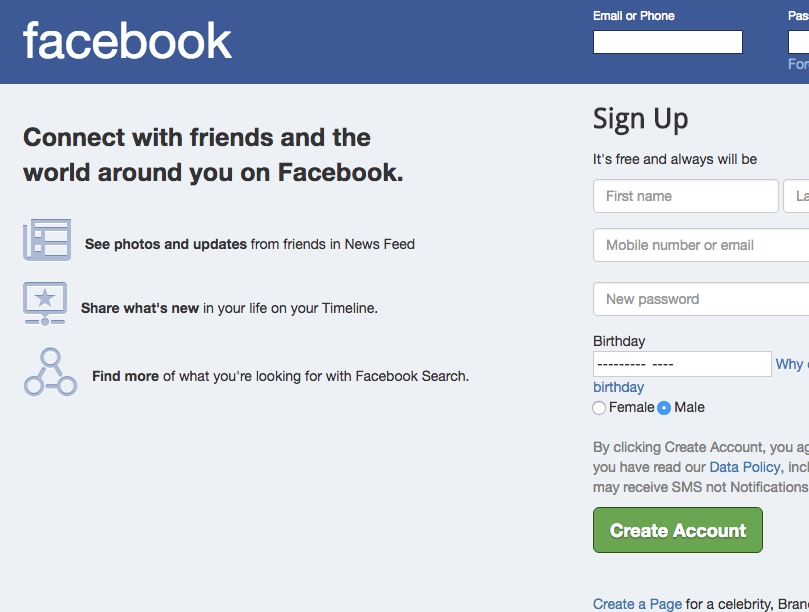 facebook
Email or Phone
Pas
For
Connect with friends and the
world around you on Facebook.
See photos and updates from friends in News Feed
Share what's new in your life on your Timeline.
Find more of what you're looking for with Facebook Search.
Sign Up
It's free and always will be
First name
La
Mobile number or email
New password
Birthday
--------- ----
Why
birthday
Female Male
By clicking Create Account, you ag
you have read our Data Policy, incl
may receive SMS not Notifications
Create Account
Create a Page for a celebrity, Bran